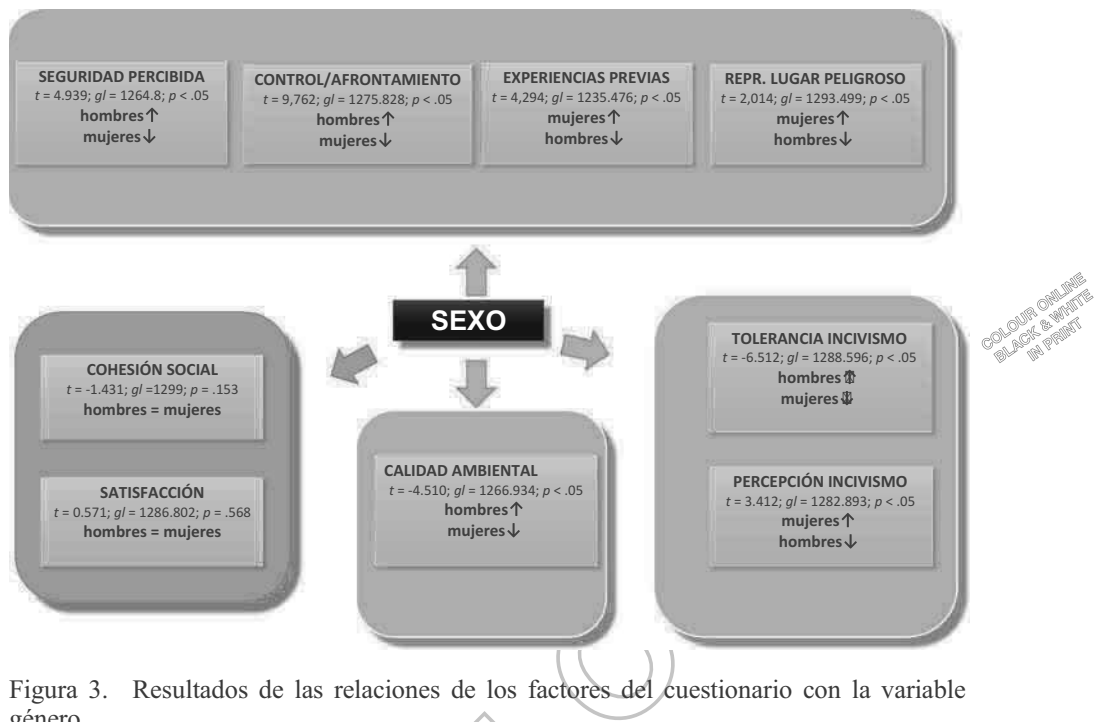 SEGURIDAD PERCIBIDA
t = 4.939; gl = 1264.8; p < .05
hombres↑
mujeres↓
CONTROL/AFRONTAMIENTO
t = 9,762; gl = 1275.828; p < .05
hombres↑
mujeres↓
EXPERIENCIAS PREVIAS
t = 4,294; gl = 1235.476; p < .05
mujeres↑
hombres↓
REPR. LUGAR PELIGROSO
t = 2,014; gl = 1293.499; p < .05
mujeres↑
hombres↓
SEXO
COHESIÓN SOCIAL
t = -1.431; gl =1299; p = .153
hombres = mujeres
SATISFACCIÓN
t = 0.571; gl = 1286.802; p = .568
hombres = mujeres
CALIDAD AMBIENTAL
t = -4.510; gl = 1266.934; p < .05
hombres↑
mujeres↓
TOLERANCIA INCIVISMO
t = -6.512; gl = 1288.596; p < .05
hombres⇑
mujeres⇓
PERCEPCIÓN INCIVISMO
t = 3.412; gl = 1282.893; p < .05
mujeres↑
hombres↓
COLOUR ONLINE
BLACK & WHITE
IN PRINT
Figura 3. Resultados de las relaciones de los factores del cuestionario con la variable
género